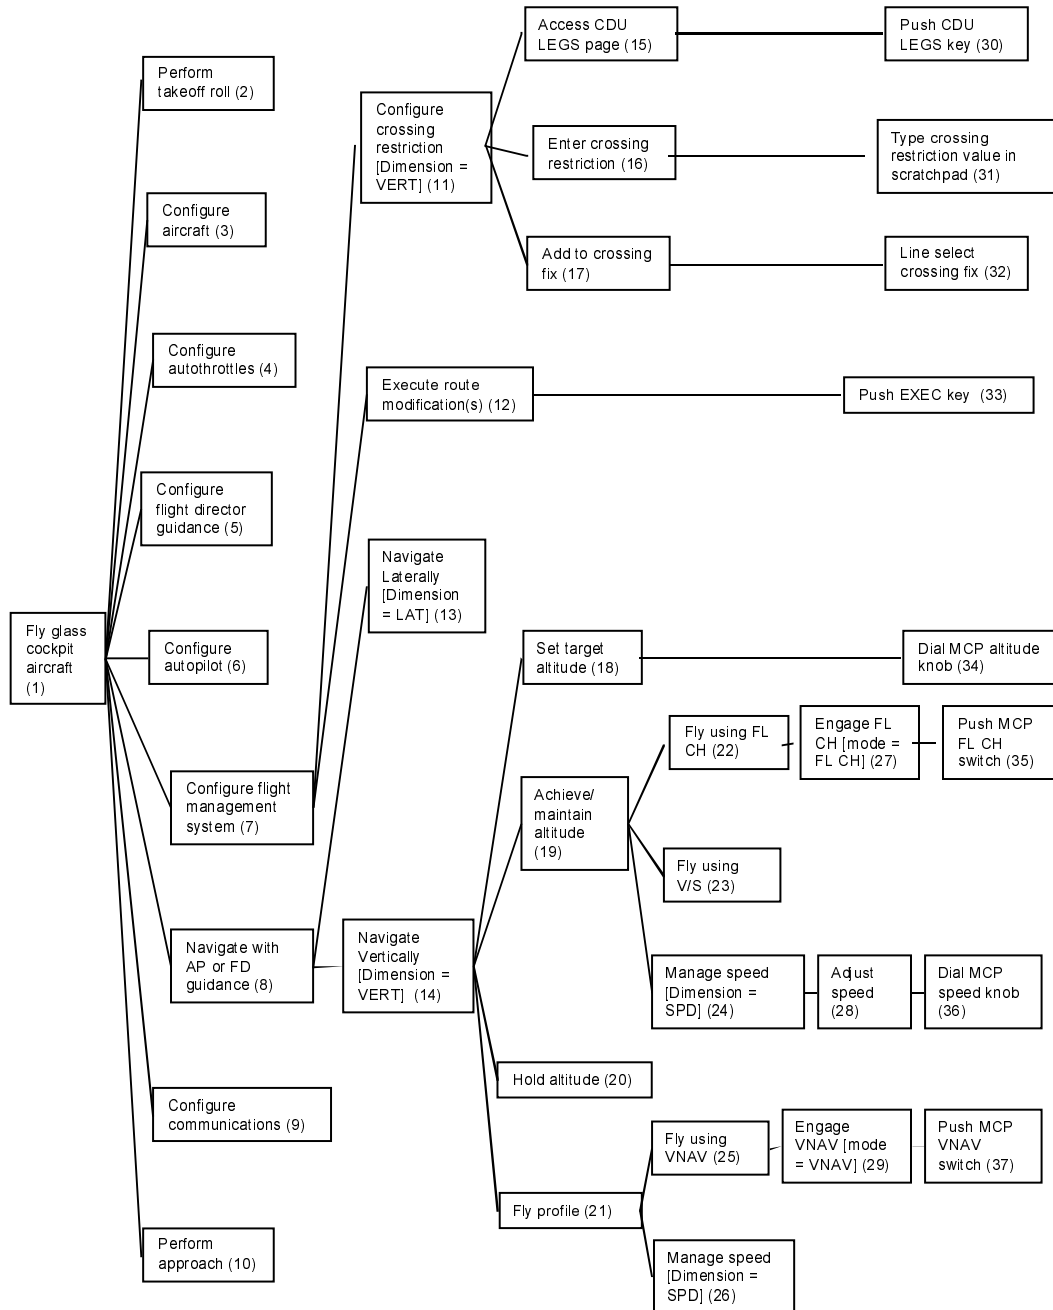 Access CDU
LEGS page (15)
Push CDU
LEGS key (30)
Perform
takeoff roll (2)
Configure
crossing
restriction
[Dimension =
VERT] (11)
Enter crossing
restriction (16)
Type crossing
restriction value in
scratchpad (31)
Configure
aircraft (3)
Add to crossing
fix (17)
Line select
crossing fix (32)
Configure
autothrottles (4)
Execute route
modification(s) (12)
Push EXEC key (33)
Configure
flight director
guidance (5)
Navigate
Laterally
[Dimension
= LAT] (13)
Fly glass
cockpit
aircraft
(1)
Configure
autopilot (6)
Set target
altitude (18)
Dial MCP altitude
knob (34)
Fly using FL
CH (22)
Engage FL
CH [mode =
FL CH] (27)
Push MCP
FL CH
switch (35)
Configure flight
management
system (7)
Achieve/
maintain
altitude
(19)
Fly using
V/S (23)
Navigate with
AP or FD
guidance (8)
Navigate
Vertically
[Dimension =
VERT] (14)
Manage speed
[Dimension =
SPD] (24)
Adjust
speed
(28)
Dial MCP
speed knob
(36)
Hold altitude (20)
Configure
communications (9)
Fly using
VNAV (25)
Engage
VNAV [mode
= VNAV] (29)
Push MCP
VNAV
switch (37)
Fly profile (21)
Perform
approach (10)
Manage speed
[Dimension =
SPD] (26)